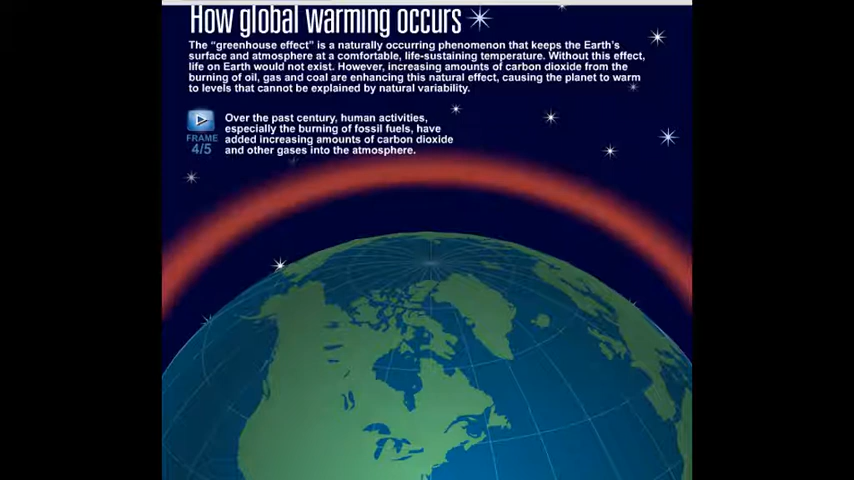 How global warming occurs
The “greenhouse effect” is a naturally occurring phenomenon that keeps the Earth’s
surface and atmosphere at a comfortable, life-sustaining temperature. Without this effect,
life on Earth would not exist. However, increasing amounts of carbon dioxide from the
burning of oil, gas and coal are enhancing this natural effect, causing the planet to warm
to levels that cannot be explained by natural variability.
Over the past century, human activities,
especially the burning of fossil fuels, have
added increasing amounts of carbon dioxide
and other gases into the atmosphere.
FRAME
4/5